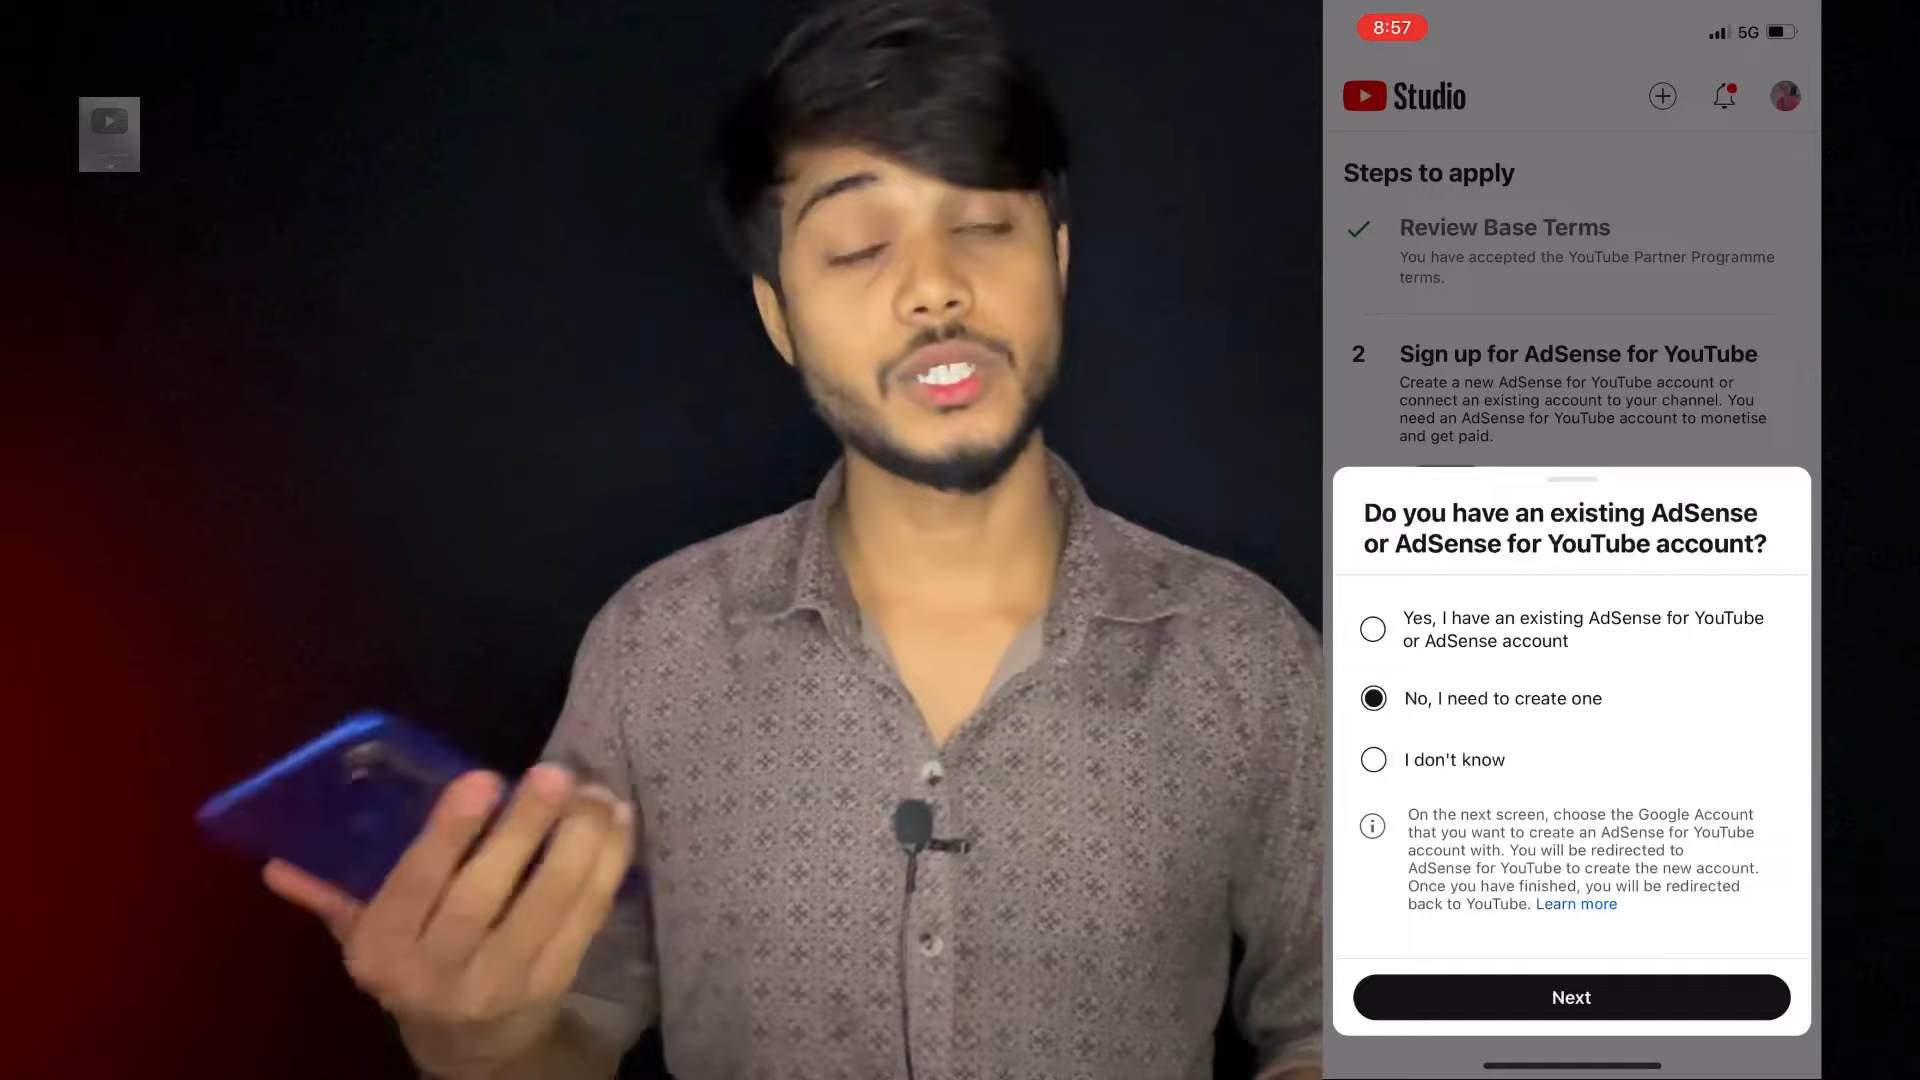 8:57
5G
Studio
Steps to apply
Review Base Terms
You have accepted the YouTube Partner Programme
terms.
2
Sign up for AdSense for YouTube
Create a new AdSense for YouTube account or
connect an existing account to your channel. You
need an AdSense for YouTube account to monetise
and get paid.
Do you have an existing AdSense
or AdSense for YouTube account?
Yes, I have an existing AdSense for YouTube
or AdSense account
No, I need to create one
I don't know
On the next screen, choose the Google Account
that you want to create an AdSense for YouTube
account with. You will be redirected to
AdSense for YouTube to create the new account.
Once you have finished, you will be redirected
back to YouTube. Learn more
Next